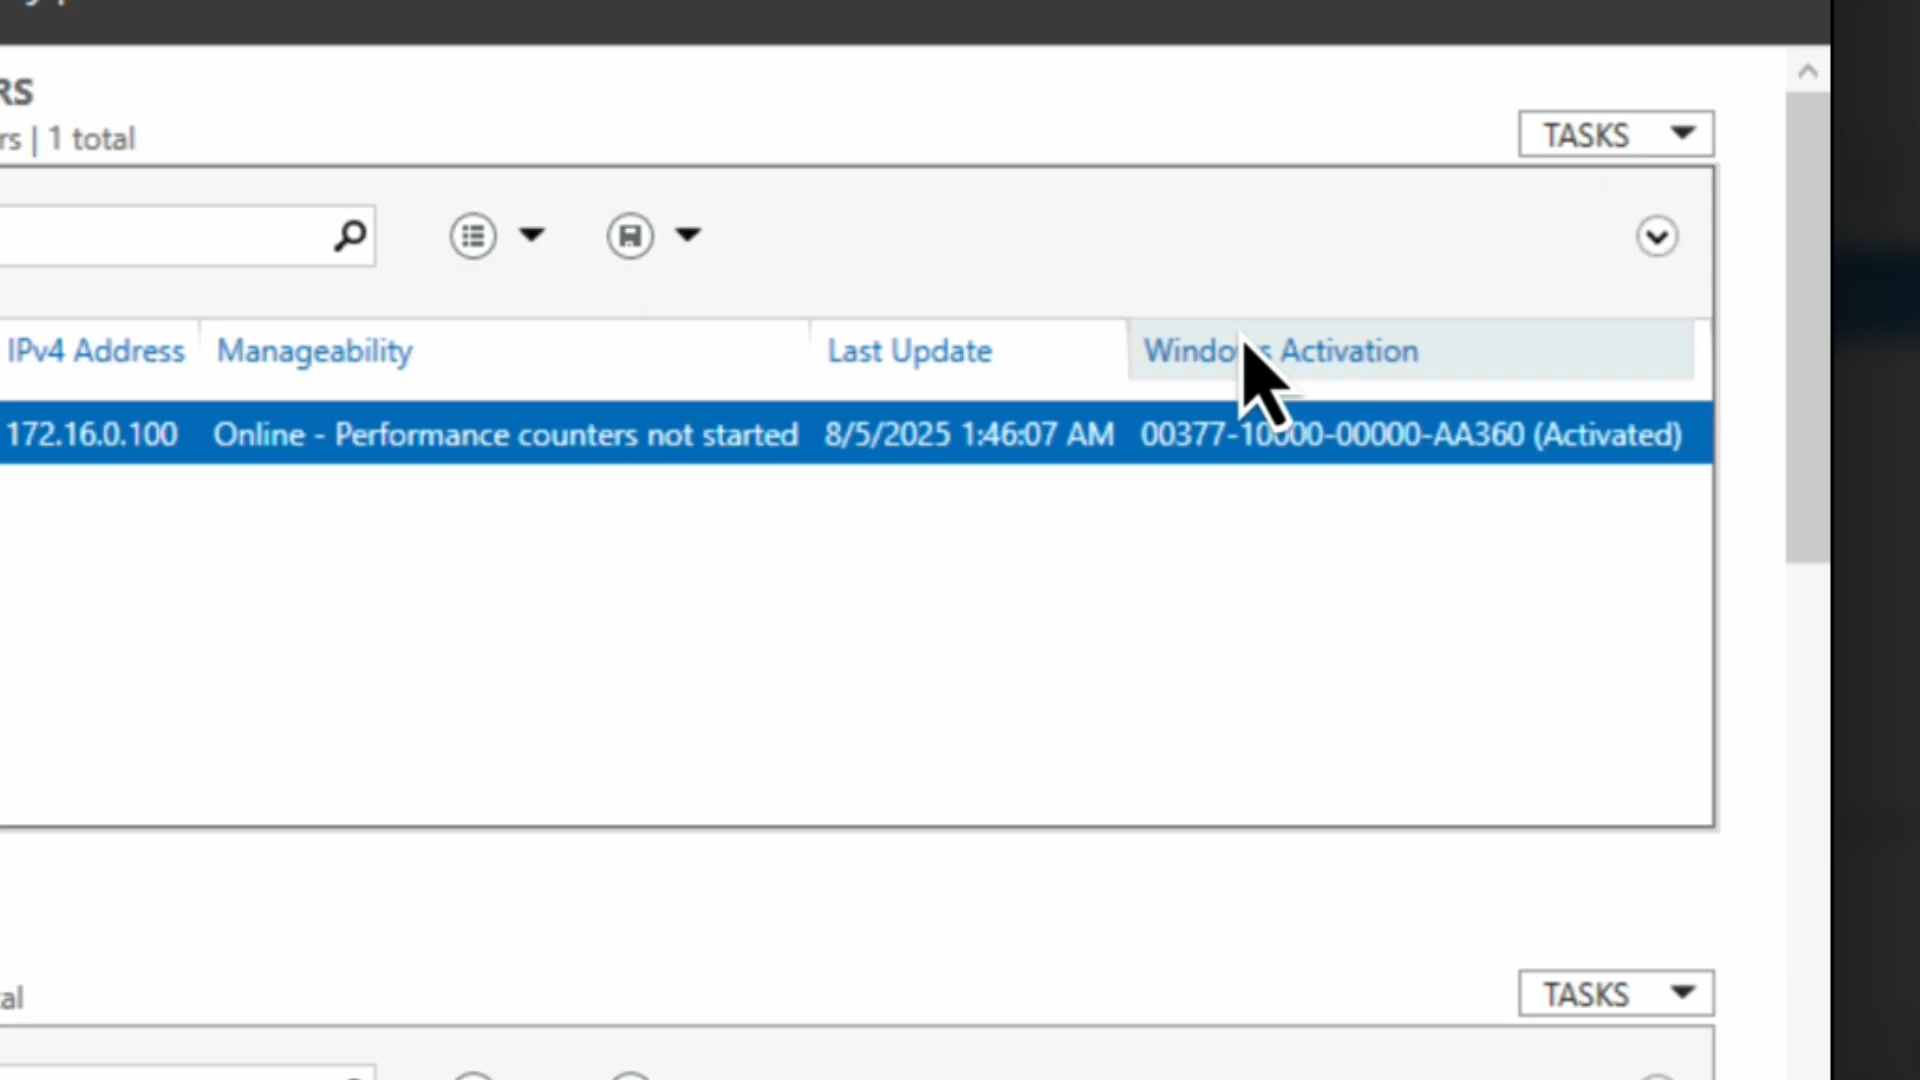 RS
rs | 1 total
TASKS
IPv4 Address Manageability Last Update Windows Activation
172.16.0.100 Online - Performance counters not started 8/5/2025 1:46:07 AM 00377-10000-00000-AA360 (Activated)
al
TASKS